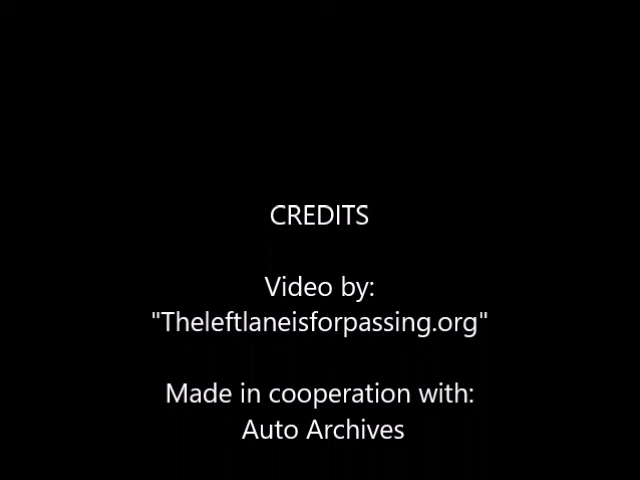 CREDITS
Video by:
"Theleftlaneisforpassing.org"
Made in cooperation with:
Auto Archives